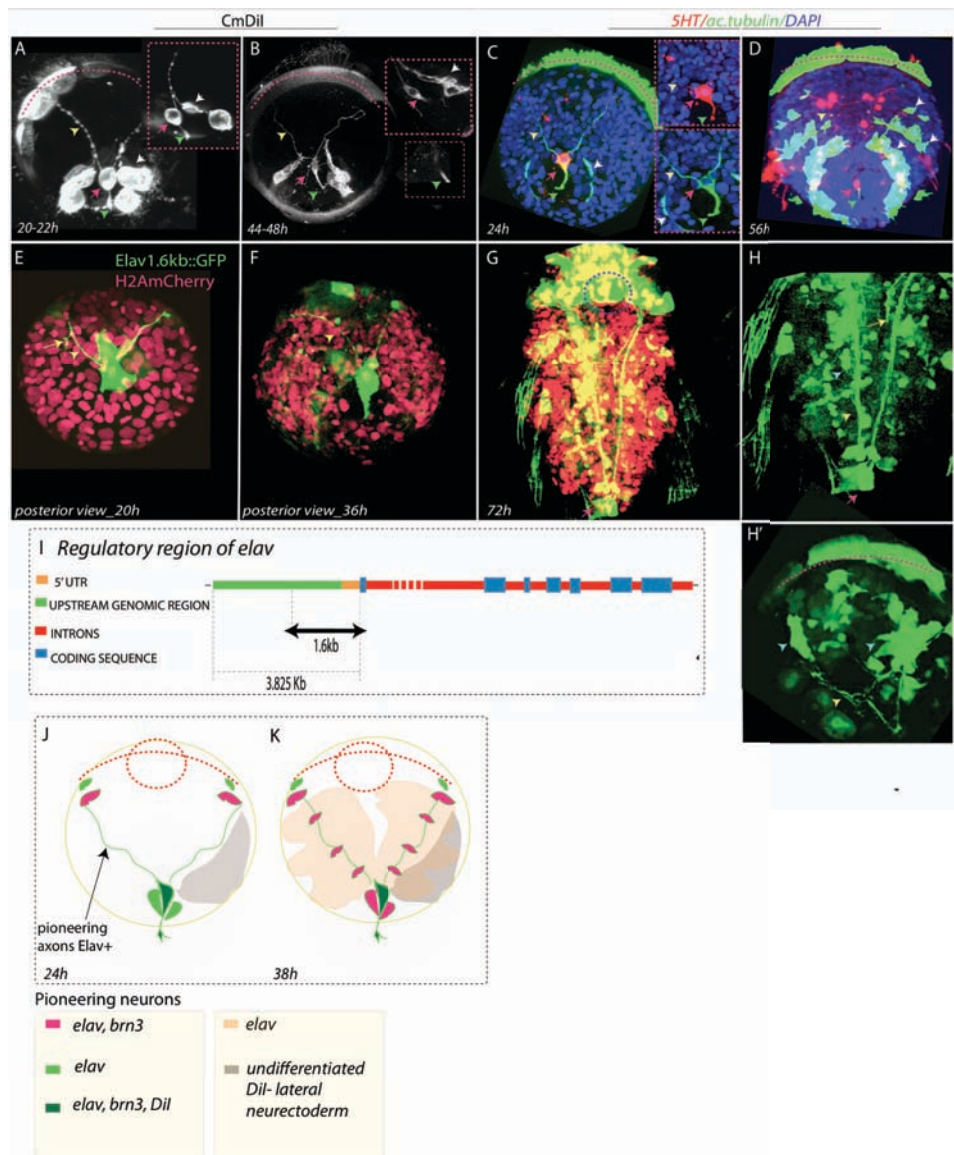 CmDil
5HT/ac.tubulin/DAPI
A
20-22h
B
44-48h
C
24h
D
56h
E
Elav1.6kb::GFP
H2AmCherry
posterior view_20h
F
posterior view_36h
G
72h
H
H'
I Regulatory region of elav
5' UTR
UPSTREAM GENOMIC REGION
INTRONS
CODING SEQUENCE
1.6kb
3.825 Kb
J
K
pioneering
axons Elav+
24h
38h
Pioneering neurons
elav, brn3
elav
elav, brn3, DiI
elav
undifferentiated
DiI- lateral
neurectoderm